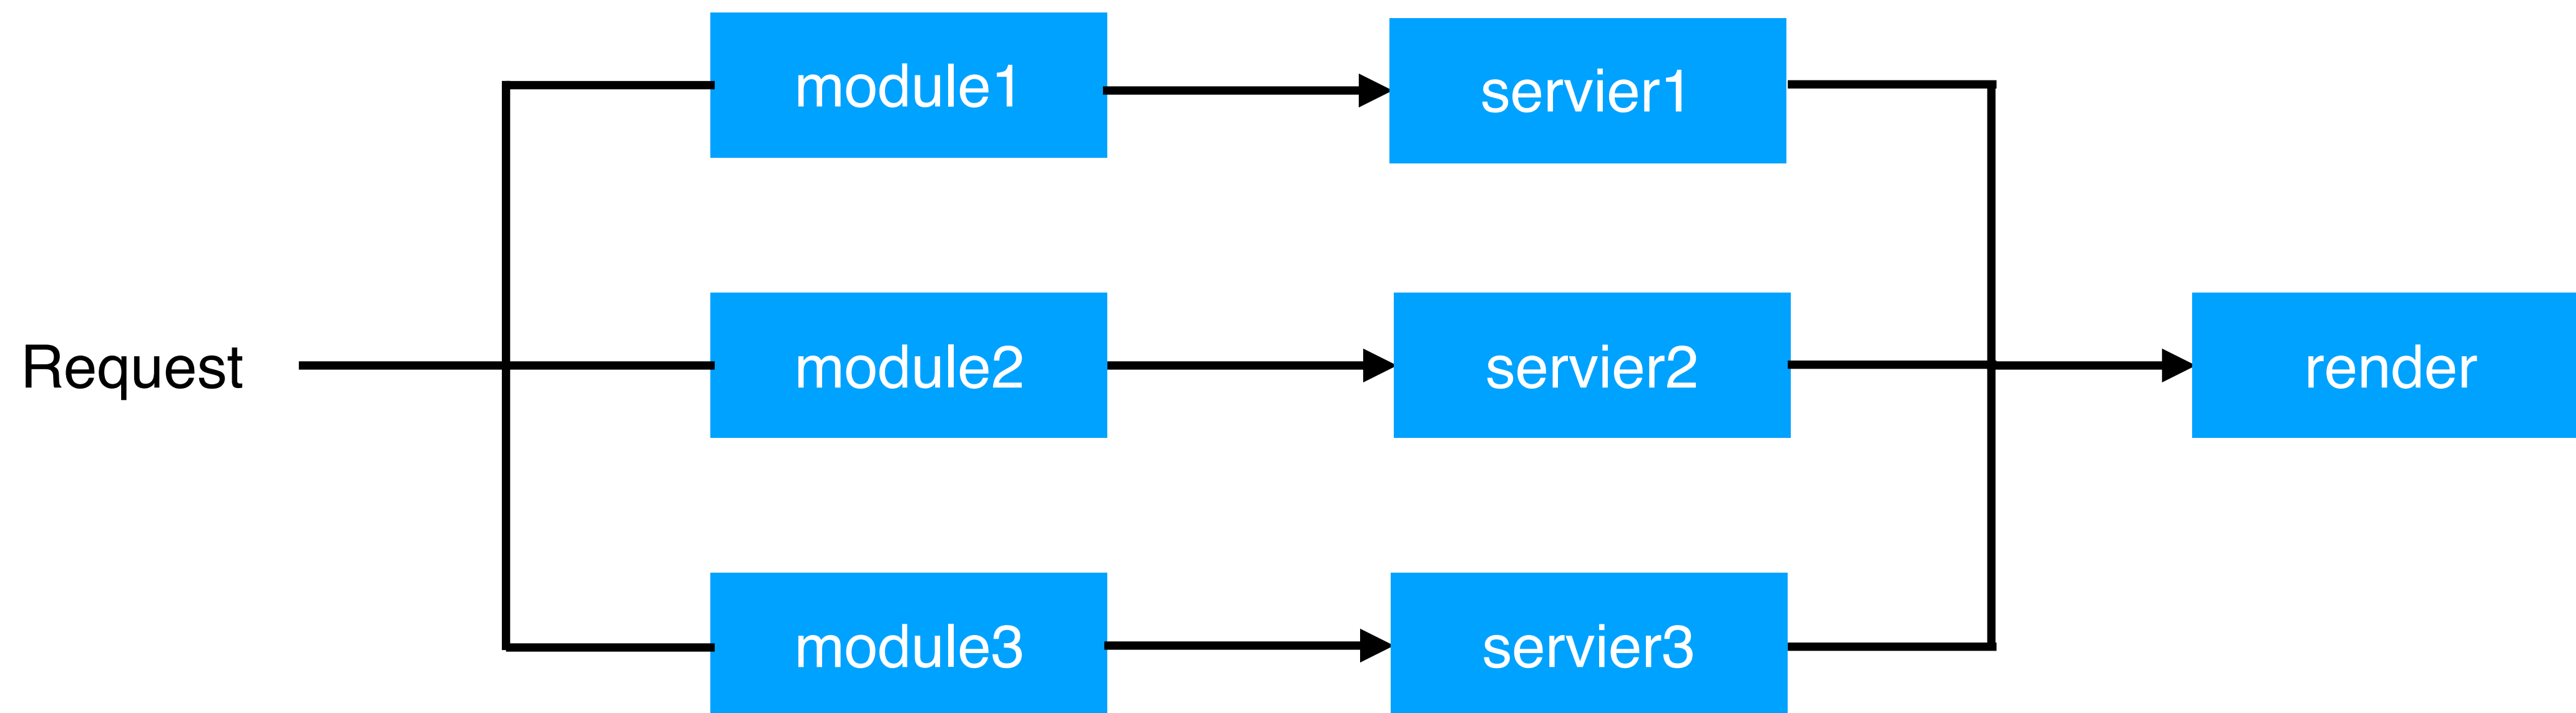 module1
servier1
Request
module2
servier2
render
module3
servier3